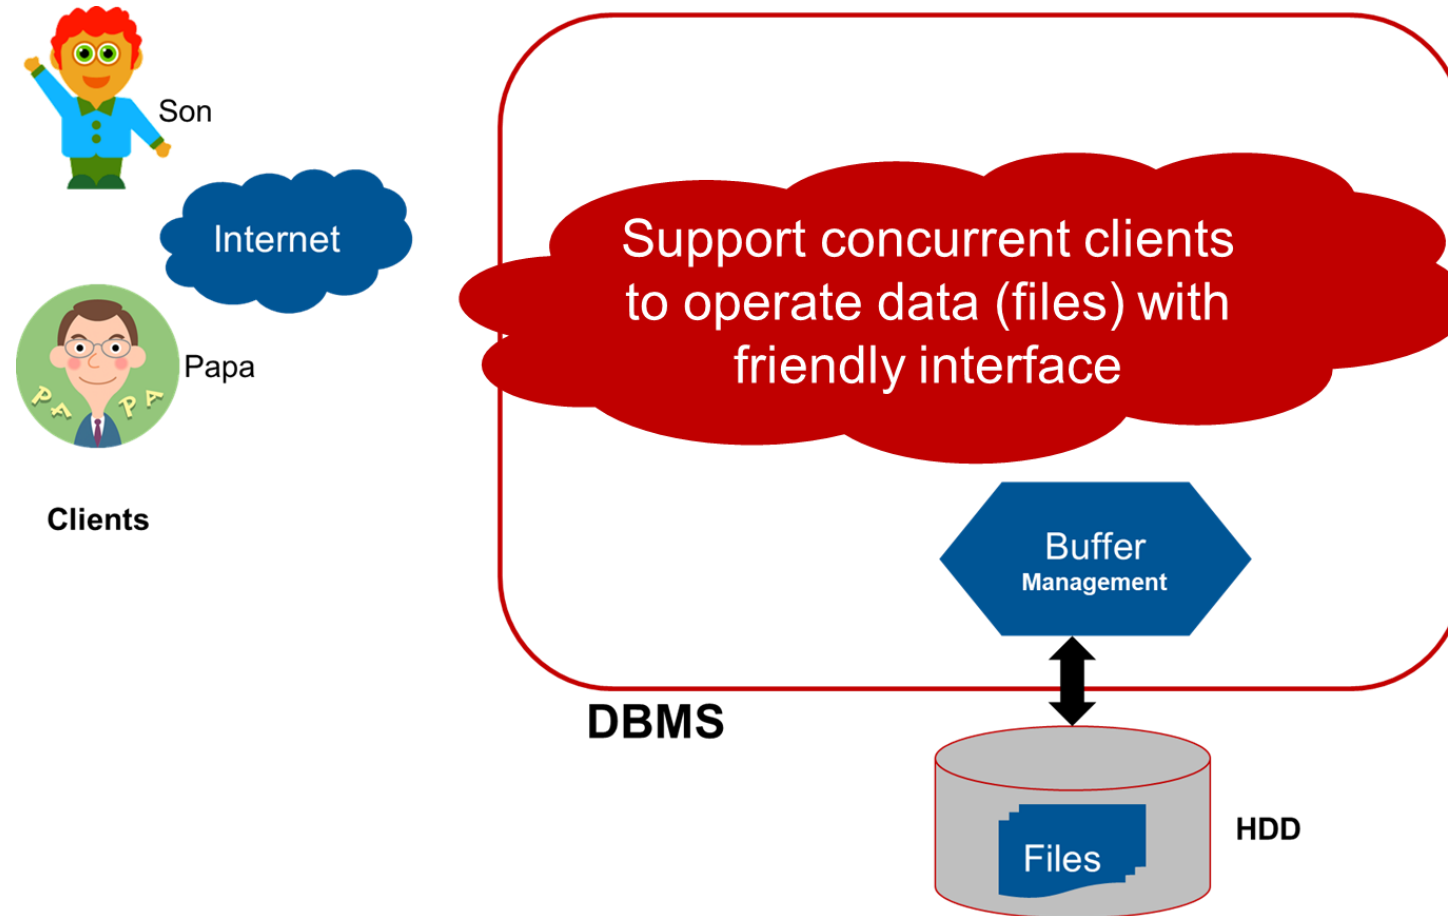 Son
Internet
Support concurrent clients
to operate data (files) with
friendly interface
PAPA
Papa
Clients
Buffer
Management
DBMS
HDD
Files